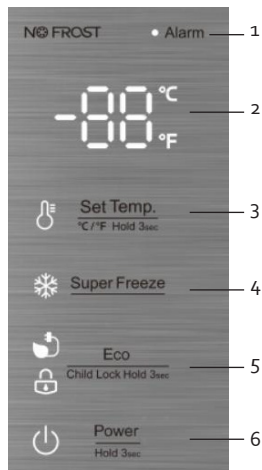 NO FROST
Alarm
1
-88 °C
°F
2
Set Temp.
°C/°F Hold 3sec
3
Super Freeze
4
Eco
Child Lock Hold 3sec
5
Power
Hold 3sec
6